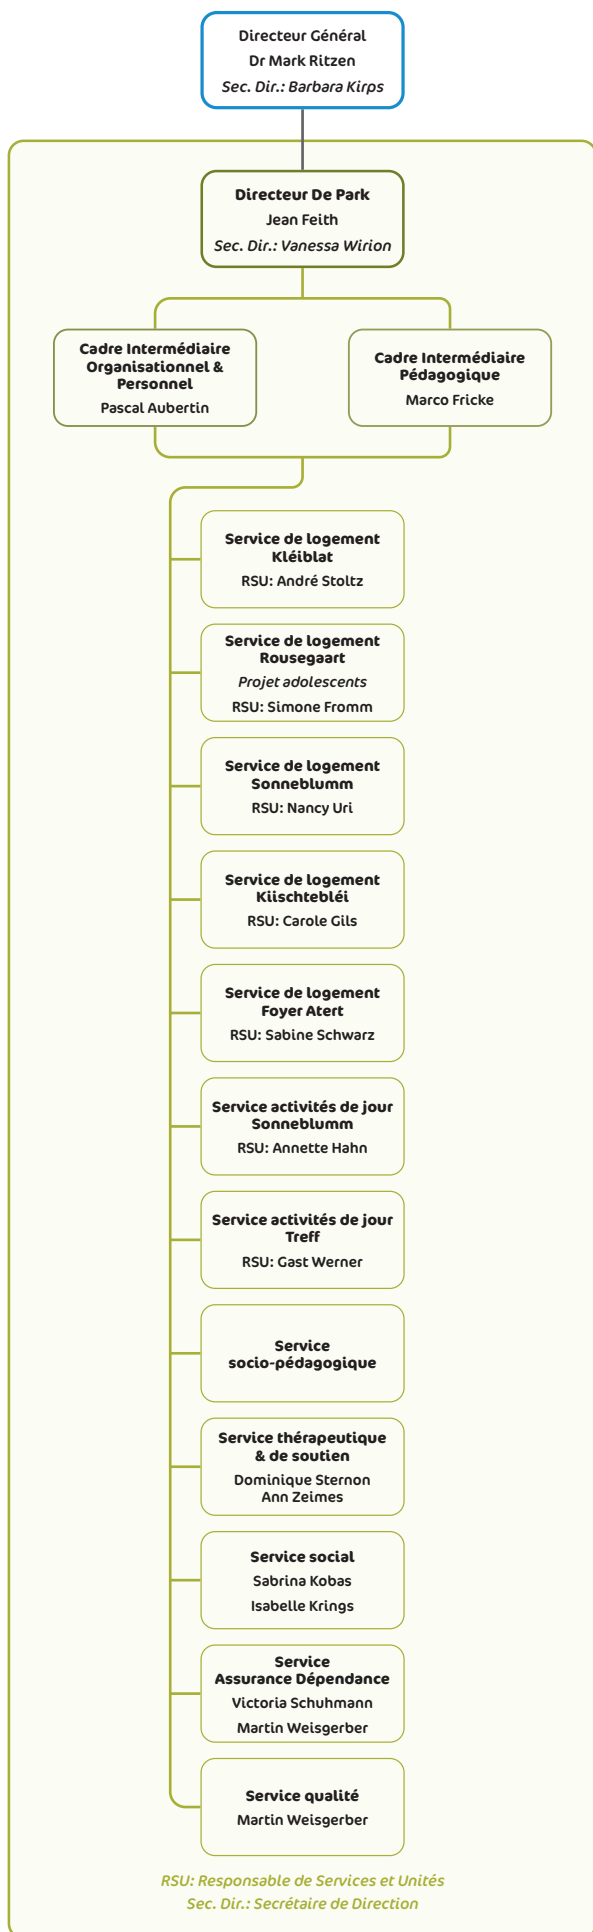 Directeur Général
Dr Mark Ritzen
Sec. Dir.: Barbara Kirps
Directeur De Park
Jean Feith
Sec. Dir.: Vanessa Wirion
Cadre Intermédiaire
Organisationnel &
Personnel
Pascal Aubertin
Cadre Intermédiaire
Pédagogique
Marco Fricke
Service de logement
Kléiblat
RSU: André Stoltz
Service de logement
Rousegaart
Projet adolescents
RSU: Simone Fromm
Service de logement
Sonneblumm
RSU: Nancy Uri
Service de logement
Kiischtebléi
RSU: Carole Gils
Service de logement
Foyer Atert
RSU: Sabine Schwarz
Service activités de jour
Sonneblumm
RSU: Annette Hahn
Service activités de jour
Treff
RSU: Gast Werner
Service
socio-pédagogique
Service thérapeutique
& de soutien
Dominique Sternon
Ann Zeimes
Service social
Sabrina Kobas
Isabelle Krings
Service
Assurance Dépendance
Victoria Schuhmann
Martin Weisgerber
Service qualité
Martin Weisgerber
RSU: Responsable de Services et Unités
Sec. Dir.: Secrétaire de Direction